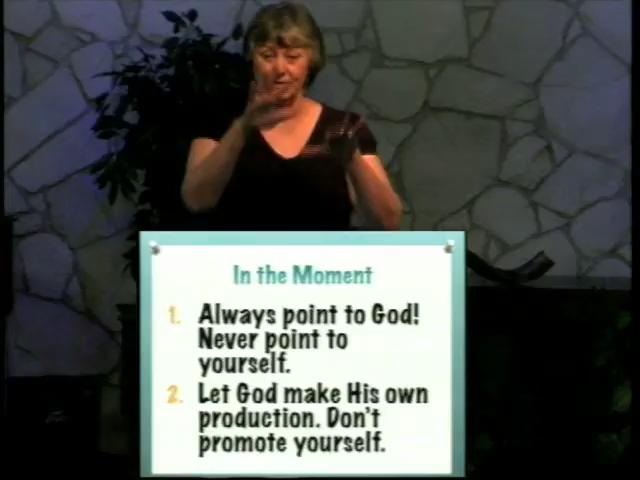 In the Moment
1. Always point to God!
Never point to
yourself.
2. Let God make His own
production. Don't
promote yourself.